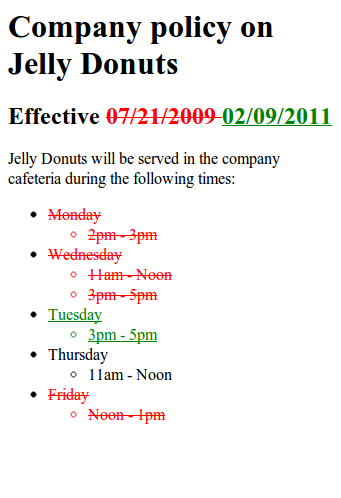 Company policy on
Jelly Donuts
Effective 07/21/2009 02/09/2011
Jelly Donuts will be served in the company
cafeteria during the following times:
Monday
2pm - 3pm
Wednesday
11am - Noon
3pm - 5pm
Tuesday
3pm - 5pm
Thursday
11am - Noon
Friday
Noon - 1pm